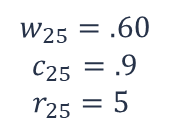 w₂₅ = .60
c₂₅ = .9
r₂₅ = 5